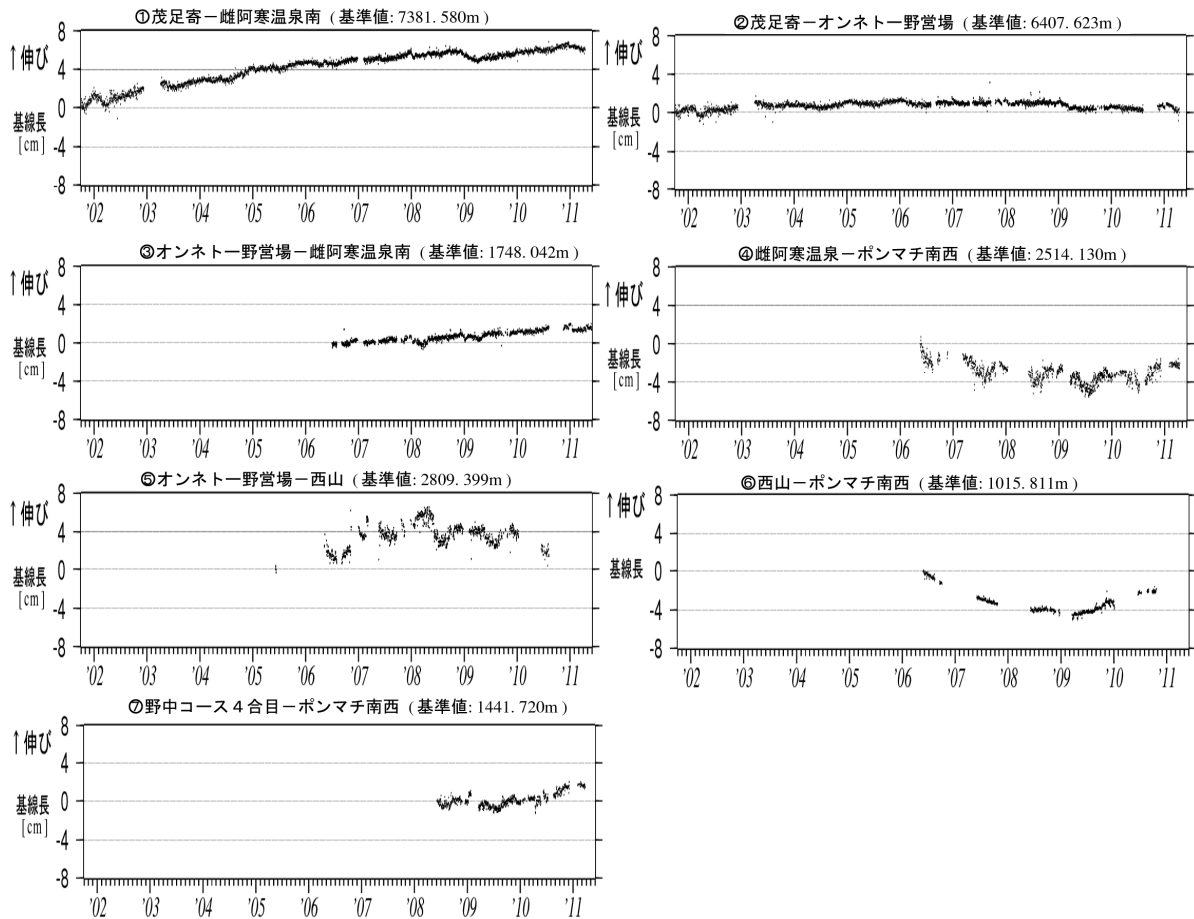 ①茂足寄－雌阿寒温泉南 (基準値: 7381. 580m )
↑伸び
基線長
[cm]
8
4
0
-4
-8
'02 '03 '04 '05 '06 '07 '08 '09 '10 '11
②茂足寄－オンネトー野営場 (基準値: 6407. 623m )
↑伸び
基線長
[cm]
8
4
0
-4
-8
'02 '03 '04 '05 '06 '07 '08 '09 '10 '11
③オンネトー野営場－雌阿寒温泉南 (基準値: 1748. 042m )
↑伸び
基線長
[cm]
8
4
0
-4
-8
'02 '03 '04 '05 '06 '07 '08 '09 '10 '11
④雌阿寒温泉－ポンマチ南西 (基準値: 2514. 130m )
↑伸び
基線長
[cm]
8
4
0
-4
-8
'02 '03 '04 '05 '06 '07 '08 '09 '10 '11
⑤オンネトー野営場－西山 (基準値: 2809. 399m )
↑伸び
基線長
[cm]
8
4
0
-4
-8
'02 '03 '04 '05 '06 '07 '08 '09 '10 '11
⑥西山－ポンマチ南西 (基準値: 1015. 811m )
↑伸び
基線長
8
4
0
-4
-8
'02 '03 '04 '05 '06 '07 '08 '09 '10 '11
⑦野中コース４合目－ポンマチ南西 (基準値: 1441. 720m )
↑伸び
基線長
[cm]
8
4
0
-4
-8
'02 '03 '04 '05 '06 '07 '08 '09 '10 '11